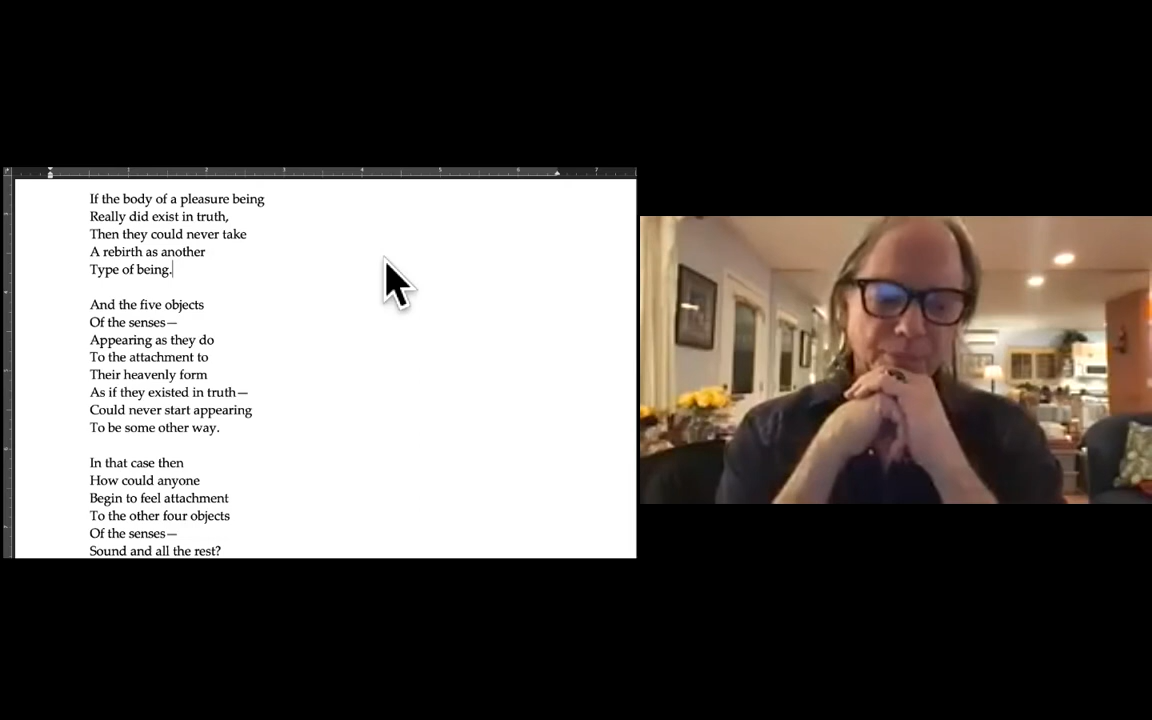 If the body of a pleasure being
Really did exist in truth,
Then they could never take
A rebirth as another
Type of being.
And the five objects
Of the senses—
Appearing as they do
To the attachment to
Their heavenly form
As if they existed in truth—
Could never start appearing
To be some other way.
In that case then
How could anyone
Begin to feel attachment
To the other four objects
Of the senses—
Sound and all the rest?